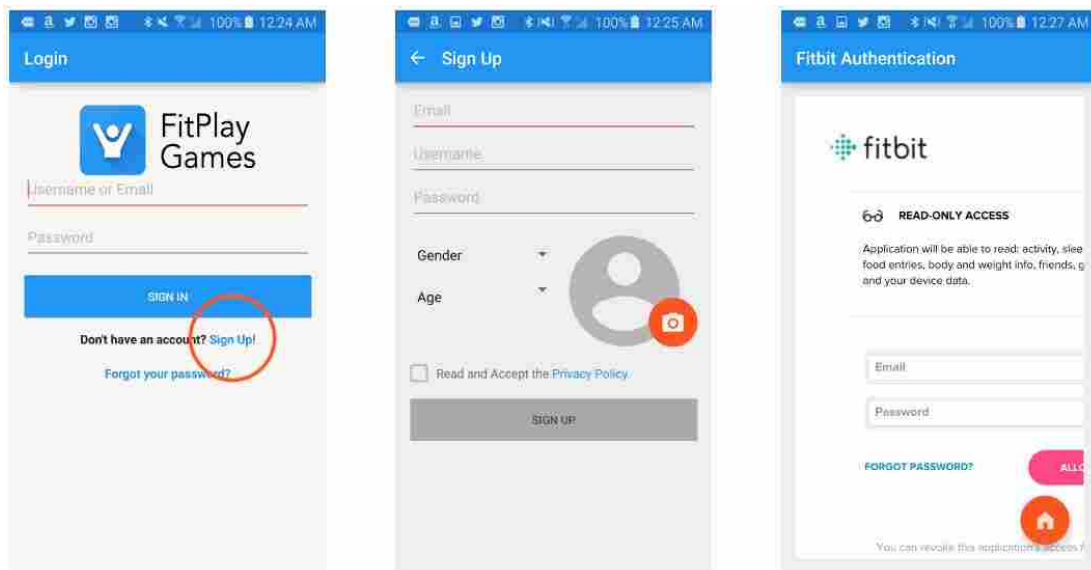 100% 12:24 AM
Login
FitPlay
Games
Username or Email
Password
SIGN IN
Don't have an account? Sign Up!
Forgot your password?
100% 12:25 AM
Sign Up
Email
Username
Password
Gender
Age
Read and Accept the Privacy Policy
SIGN UP
100% 12:27 AM
Fitbit Authentication
fitbit
READ-ONLY ACCESS
Application will be able to read: activity, slee
food entries, body and weight info, friends, g
and your device data.
Email
Password
FORGOT PASSWORD?
ALLO
You can revoke this application's access